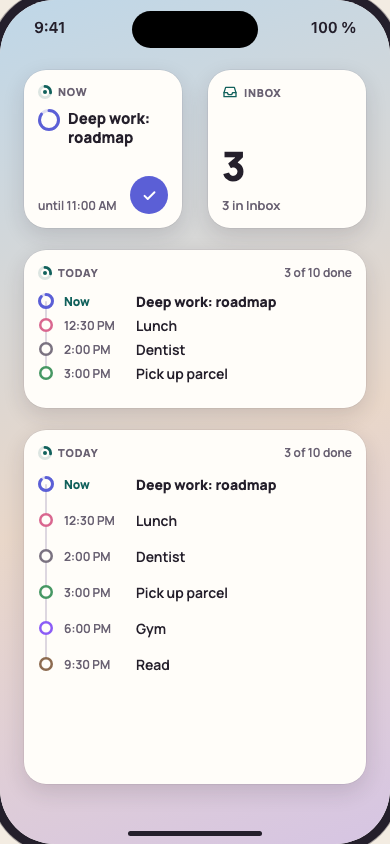 9:41
100 %
NOW
Deep work:
roadmap
until 11:00 AM
INBOX
3
3 in Inbox
TODAY
3 of 10 done
Now Deep work: roadmap
12:30 PM Lunch
2:00 PM Dentist
3:00 PM Pick up parcel
TODAY
3 of 10 done
Now Deep work: roadmap
12:30 PM Lunch
2:00 PM Dentist
3:00 PM Pick up parcel
6:00 PM Gym
9:30 PM Read